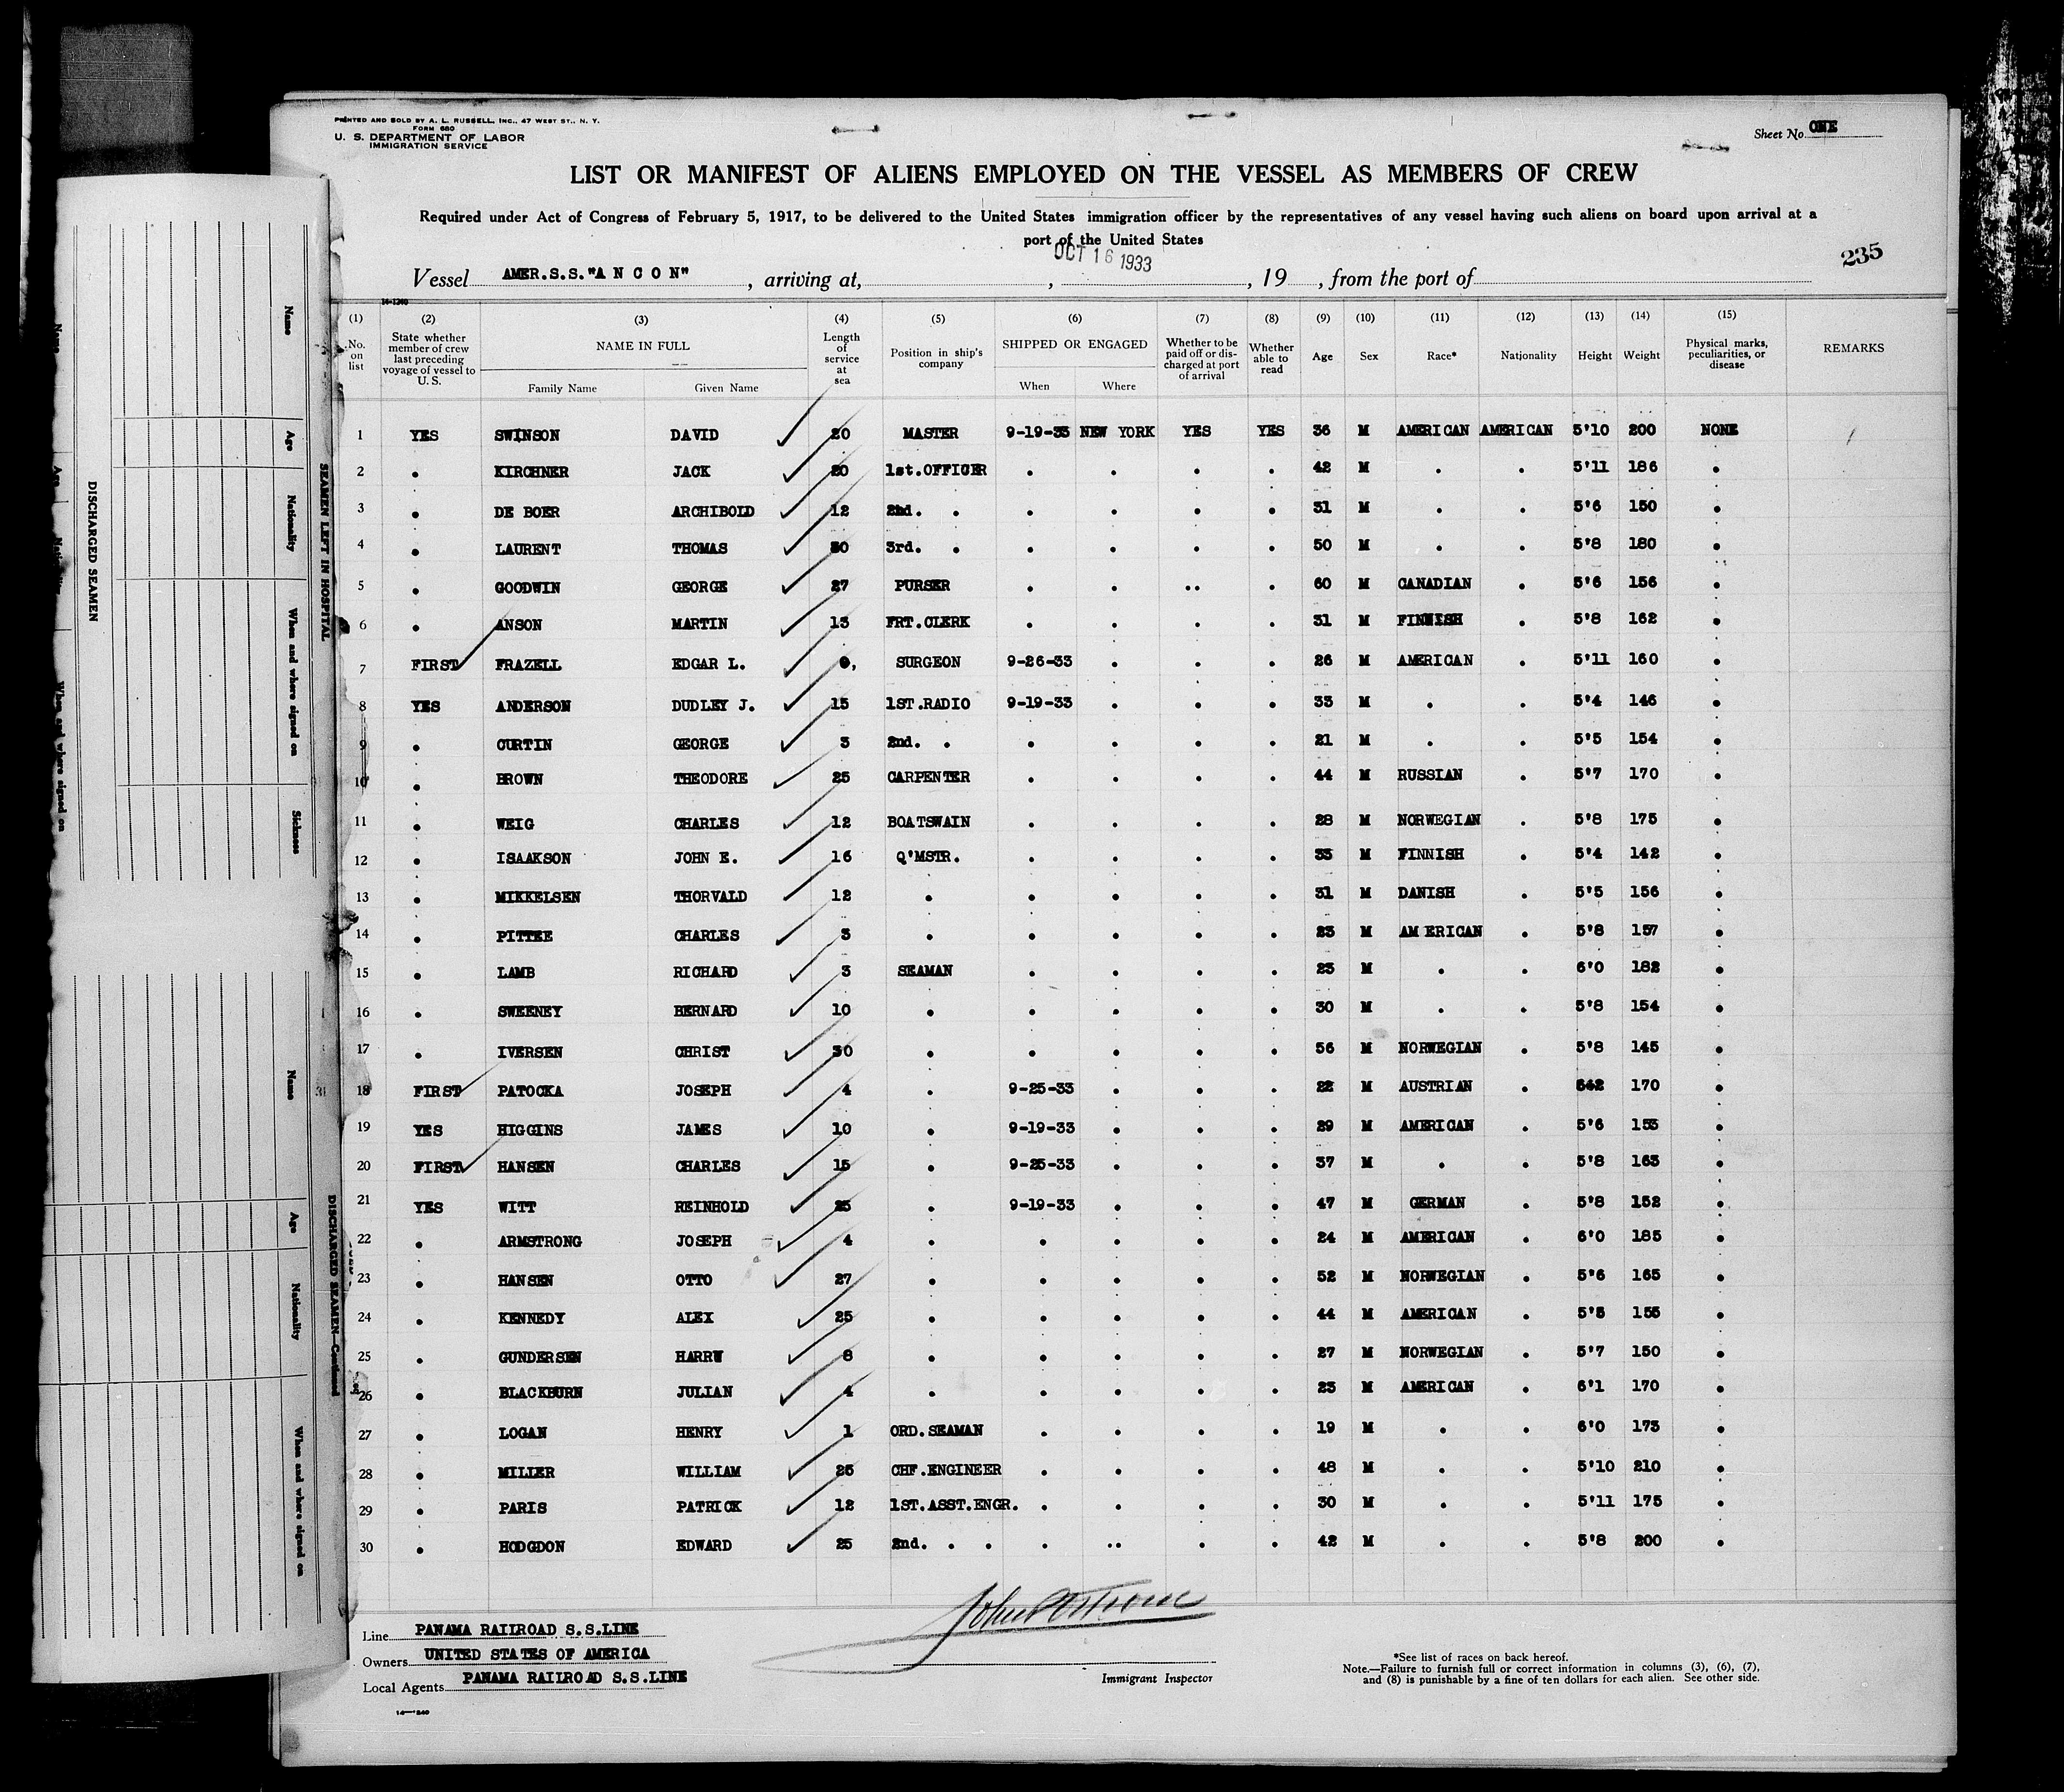 PRINTED AND SOLD BY A. L. RUSSELL, INC., 47 WEST ST., N. Y.
FORM 680
U. S. DEPARTMENT OF LABOR
IMMIGRATION SERVICE
Sheet No. ONE
LIST OR MANIFEST OF ALIENS EMPLOYED ON THE VESSEL AS MEMBERS OF CREW
Required under Act of Congress of February 5, 1917, to be delivered to the United States immigration officer by the representatives of any vessel having such aliens on board upon arrival at a
port of the United States
OCT 16 1933
235
Vessel AMER.S.S."A N C O N" , arriving at, , , 19 , from the port of
14-1240
(1) (2) (3) (4) (5) (6) (7) (8) (9) (10) (11) (12) (13) (14) (15)
No. on list State whether member of crew last preceding voyage of vessel to U. S. NAME IN FULL Family Name Given Name Length of service at sea Position in ship's company SHIPPED OR ENGAGED When Where Whether to be paid off or discharged at port of arrival Whether able to read Age Sex Race* Nationality Height Weight Physical marks, peculiarities, or disease REMARKS
1 YES SWINSON DAVID 20 MASTER 9-19-33 NEW YORK YES YES 36 M AMERICAN AMERICAN 5'10 200 NONE
2 . KIRCHNER JACK 20 1st.OFFICER . . . . 42 M . . 5'11 186 .
3 . DE BOER ARCHIBOLD 12 2nd. . . . . . 31 M . . 5'6 150 .
4 . LAURENT THOMAS 30 3rd. . . . . . 50 M . . 5'8 180 .
5 . GOODWIN GEORGE 27 PURSER . . .. . 60 M CANADIAN . 5'6 156 .
6 . ANSON MARTIN 13 FRT.CLERK . . . . 31 M FINNISH . 5'8 162 .
7 FIRST FRAZELL EDGAR L. 0, SURGEON 9-26-33 . . . 26 M AMERICAN . 5'11 160 .
8 YES ANDERSON DUDLEY J. 15 1ST.RADIO 9-19-33 . . . 33 M . . 5'4 146 .
9 . CURTIN GEORGE 3 2nd. . . . . . 21 M . . 5'5 154 .
10 . BROWN THEODORE 25 CARPENTER . . . . 44 M RUSSIAN . 5'7 170 .
11 . WEIG CHARLES 12 BOATSWAIN . . . . 28 M NORWEGIAN . 5'8 175 .
12 . ISAAKSON JOHN E. 16 Q'MSTR. . . . . 33 M FINNISH . 5'4 142 .
13 . MIKKELSEN THORVALD 12 . . . . . 31 M DANISH . 5'5 156 .
14 . PITTEE CHARLES 3 . . . . . 23 M AM ERICAN . 5'8 157 .
15 . LAMB RICHARD 3 SEAMAN . . . . 23 M . . 6'0 182 .
16 . SWEENEY BERNARD 10 . . . . . 30 M . . 5'8 154 .
17 . IVERSEN CHRIST 30 . . . . . 56 M NORWEGIAN . 5'8 145 .
18 FIRST PATOCKA JOSEPH 4 . 9-25-33 . . . 22 M AUSTRIAN . 170 .
19 YES HIGGINS JAMES 10 . 9-19-33 . . . 29 M AMERICAN . 5'6 153 .
20 FIRST HANSEN CHARLES 15 . 9-25-33 . . . 37 M . . 5'8 163 .
21 YES WITT REINHOLD 25 . 9-19-33 . . . 47 M GERMAN . 5'8 152 .
22 . ARMSTRONG JOSEPH 4 . . . . . 24 M AMERICAN . 6'0 185 .
23 . HANSEN OTTO 27 . . . . . 52 M NORWEGIAN . 5'6 165 .
24 . KENNEDY ALEX 25 . . . . . 44 M AMERICAN . 5'5 155 .
25 . GUNDERSEN HARRW 8 . . . . . 27 M NORWEGIAN . 5'7 150 .
26 . BLACKBURN JULIAN 4 . . . . . 23 M AMERICAN . 6'1 170 .
27 . LOGAN HENRY 1 ORD.SEAMAN . . . . 19 M . . 6'0 173 .
28 . MILLER WILLIAM 25 CHF.ENGINEER . . . . 48 M . . 5'10 210 .
29 . PARIS PATRICK 12 1ST.ASST.ENGR. . . . . 30 M . . 5'11 175 .
30 . HODGDON EDWARD 25 2nd. . . . .. . . 42 M . . 5'8 200 .
Line PANAMA RAILROAD S.S.LINE
Owners UNITED STATES OF AMERICA
Local Agents PANAMA RAILROAD S.S.LINE
Immigrant Inspector
*See list of races on back hereof.
Note.—Failure to furnish full or correct information in columns (3), (6), (7),
and (8) is punishable by a fine of ten dollars for each alien. See other side.
14—1240
SEAMEN LEFT IN HOSPITAL
Name Age Nationality When and where signed on Sickness
DISCHARGED SEAMEN
When and where signed on
DISCHARGED SEAMEN—Continued
Name Age Nationality When and where signed on